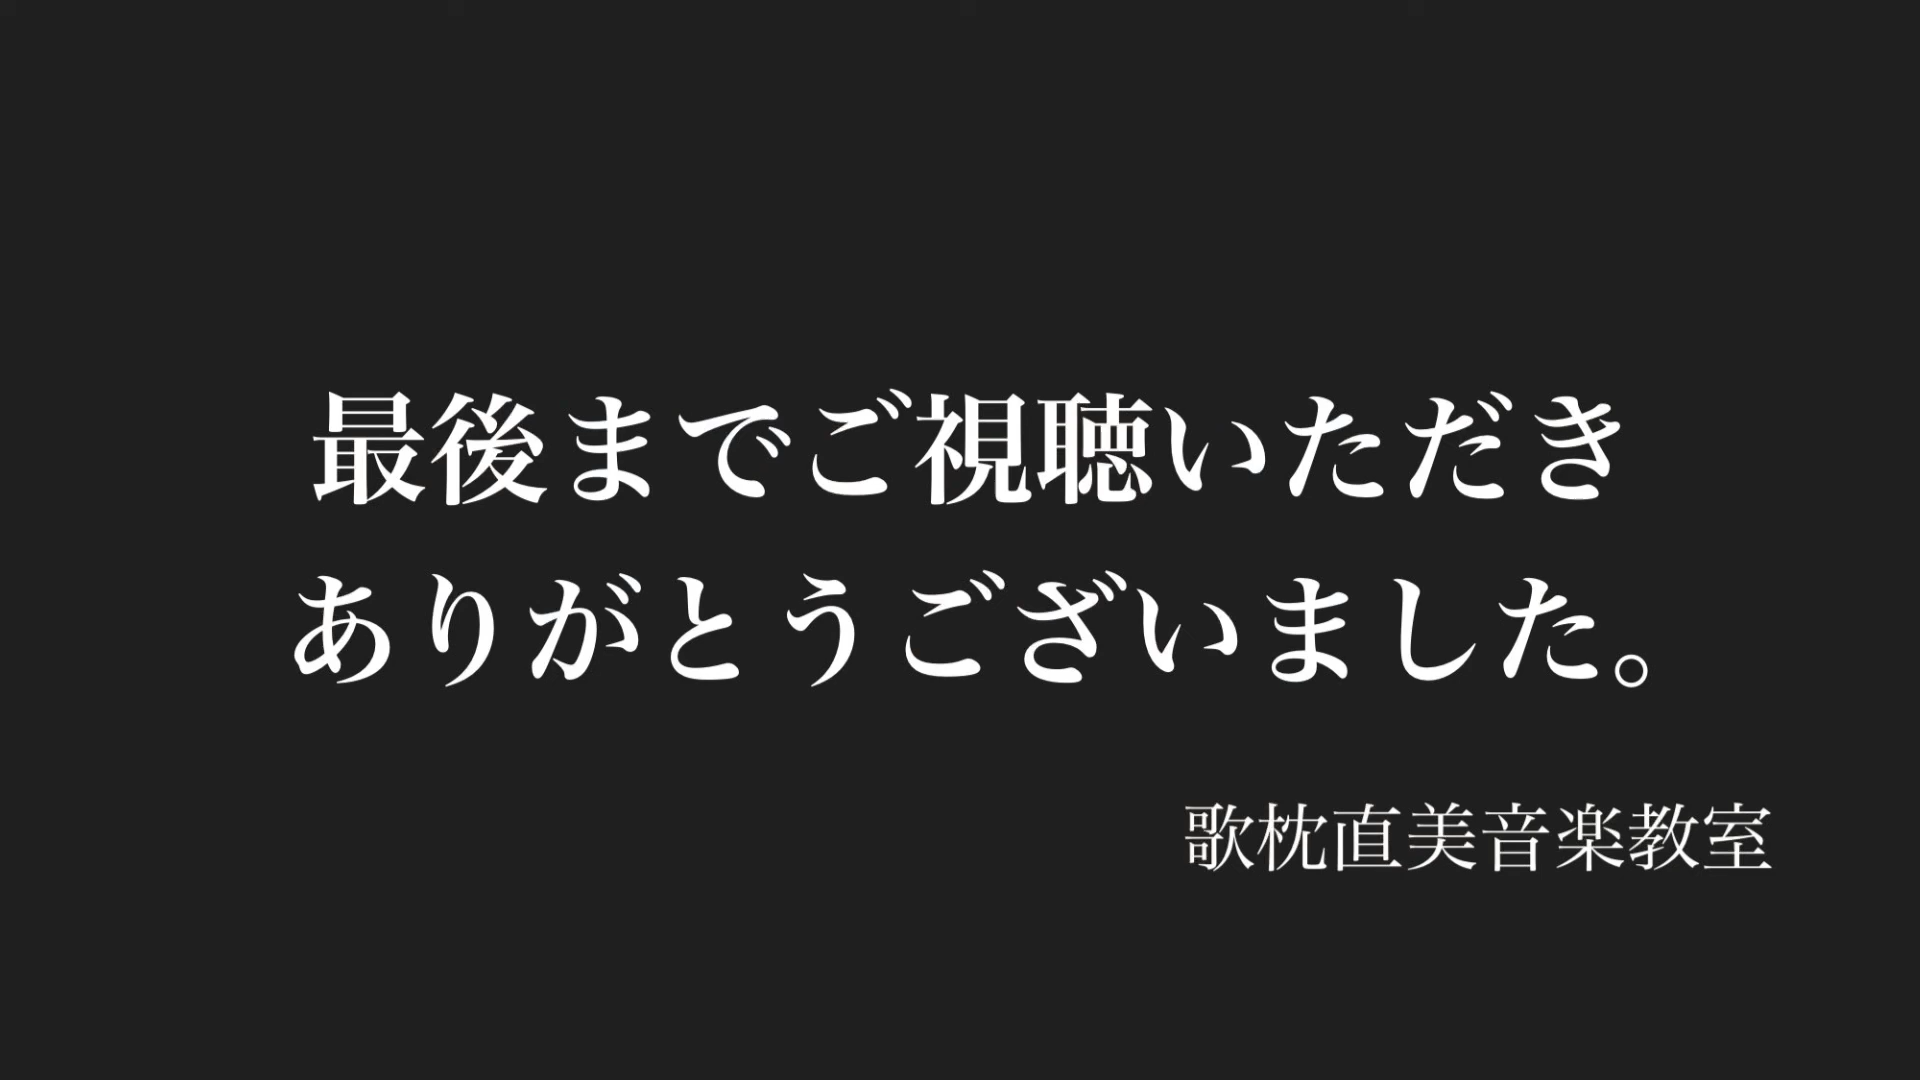 最後までご視聴いただき
ありがとうございました。
歌枕直美音楽教室